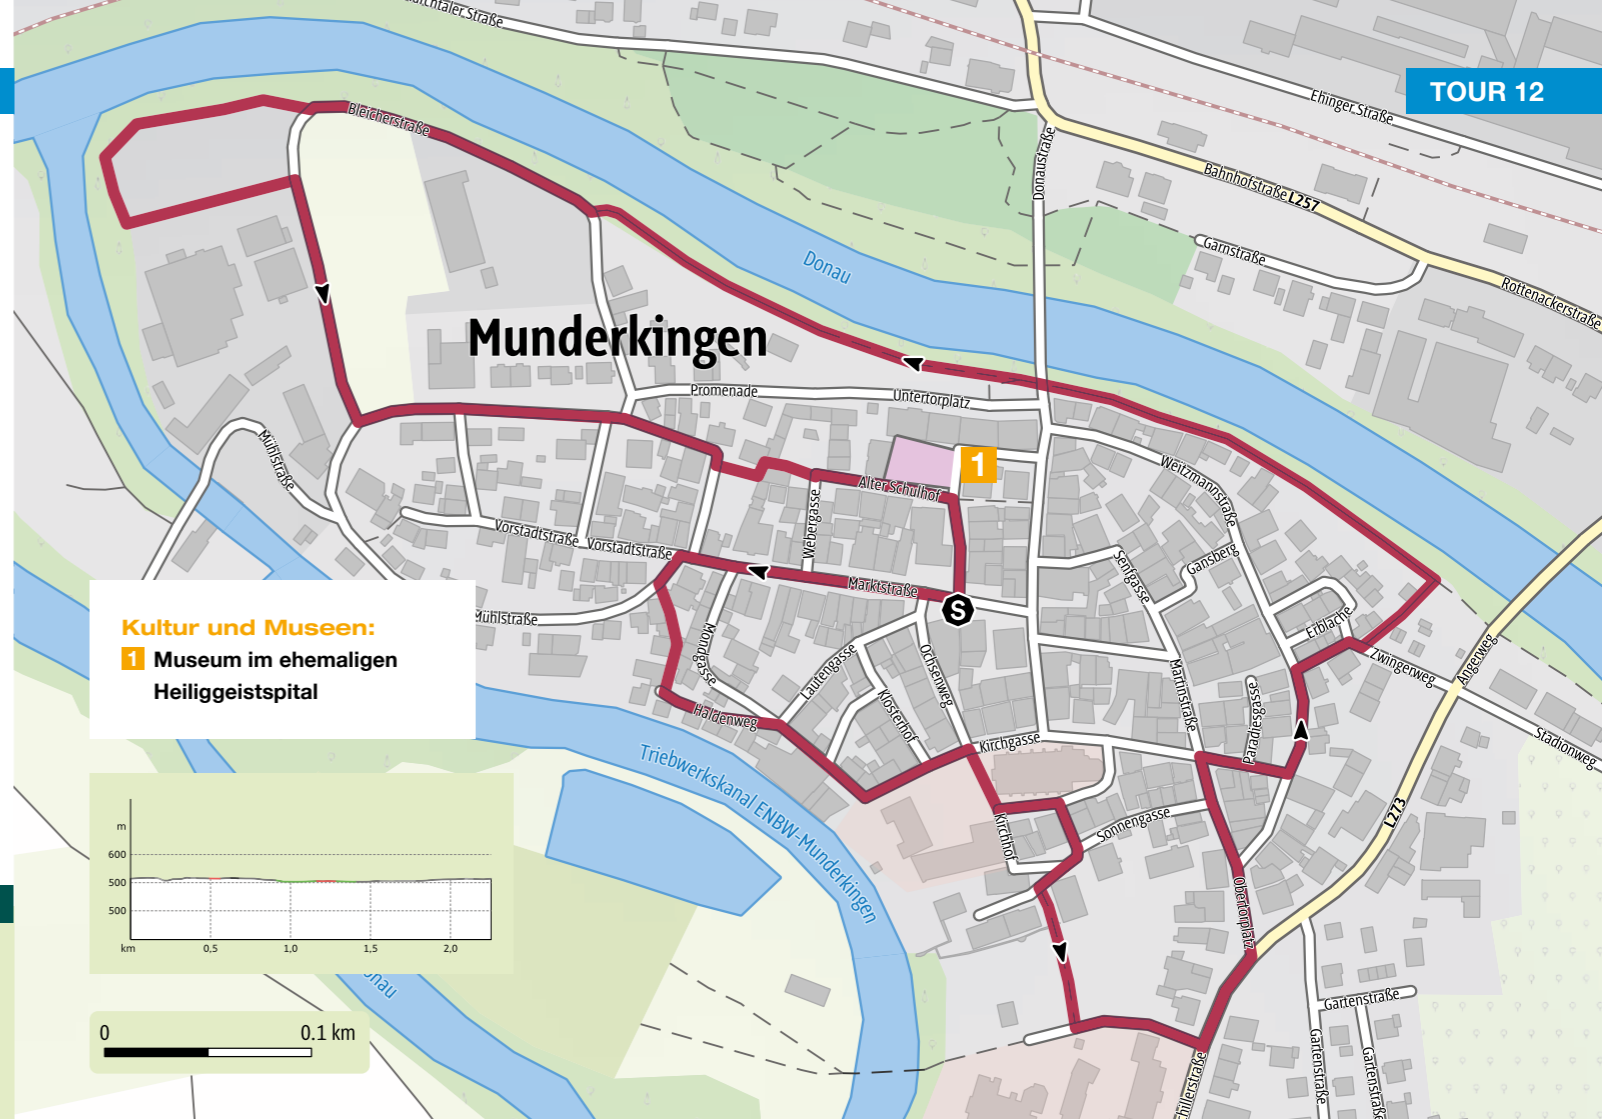 TOUR 12
Ehinger Straße
Bleicherstraße
Donaustraße
Bahnhofstraße
L257
Garnstraße
Rottenackerstraße
Donau
Munderkingen
Promenade
Untertorplatz
1
Weitzmannstraße
Mühlstraße
Alter Schulhof
Webergasse
Vorstadtstraße
Vorstadtstraße
Marktstraße
S
Senfgasse
Gansberg
Erbläche
Zwingerweg
Angerweg
Stadionweg
Mühlstraße
Mondgasse
Lautengasse
Ochsenweg
Klosterhof
Haldenweg
Kirchgasse
Martinstraße
Paradiesgasse
Kultur und Museen:
1 Museum im ehemaligen
Heiliggeistspital
Triebwerkskanal ENBW-Munderkingen
Kirchhof
Sonnengasse
L273
Obertorplatz
m
600
500
500
km
0,5
1,0
1,5
2,0
0
0.1 km
Gartenstraße
Gartenstraße
Gartenstraße